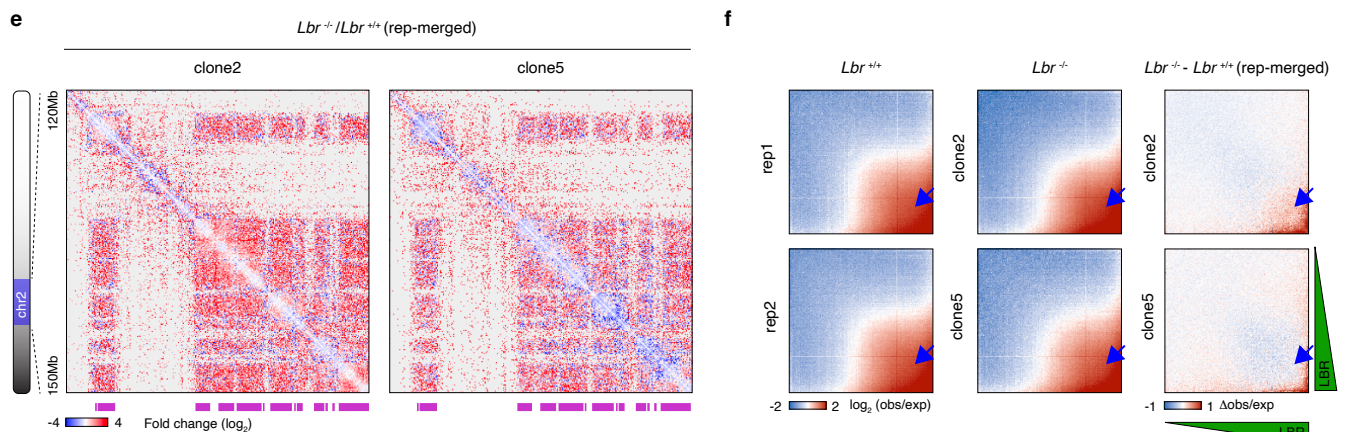 e
Lbr -/- /Lbr +/+ (rep-merged)
clone2
clone5
chr2
120Mb
150Mb
-4
4
Fold change (log2)
f
Lbr +/+
Lbr -/-
Lbr -/- - Lbr +/+ (rep-merged)
rep1
clone2
clone2
rep2
clone5
clone5
LBR
-2
2
log2 (obs/exp)
-1
1
Δobs/exp
LBR